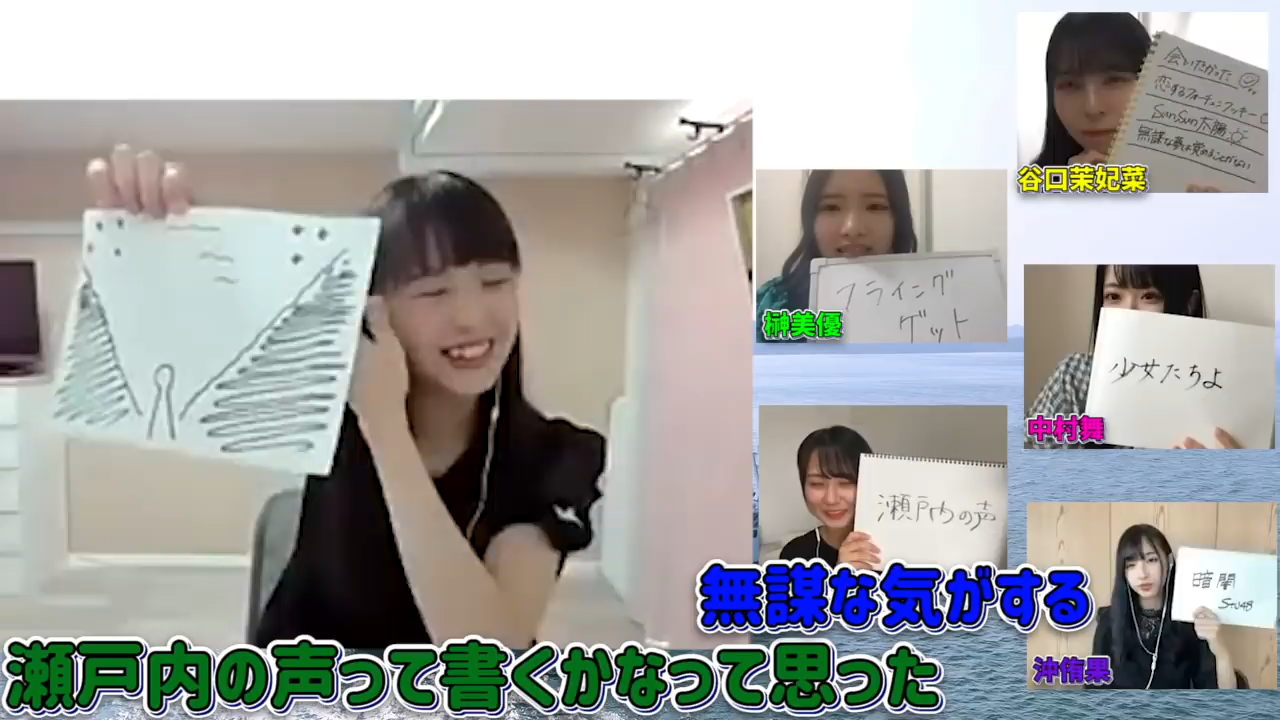 会いたかった
恋するフォーチュンクッキー
SunSun太陽
無謀な夢は覚めることがない
谷口茉妃菜
フライング
ゲット
榊美優
少女たちよ
中村舞
瀬戸内の声
暗闇
STU48
沖侑果
無謀な気がする
瀬戸内の声って書くかなって思った